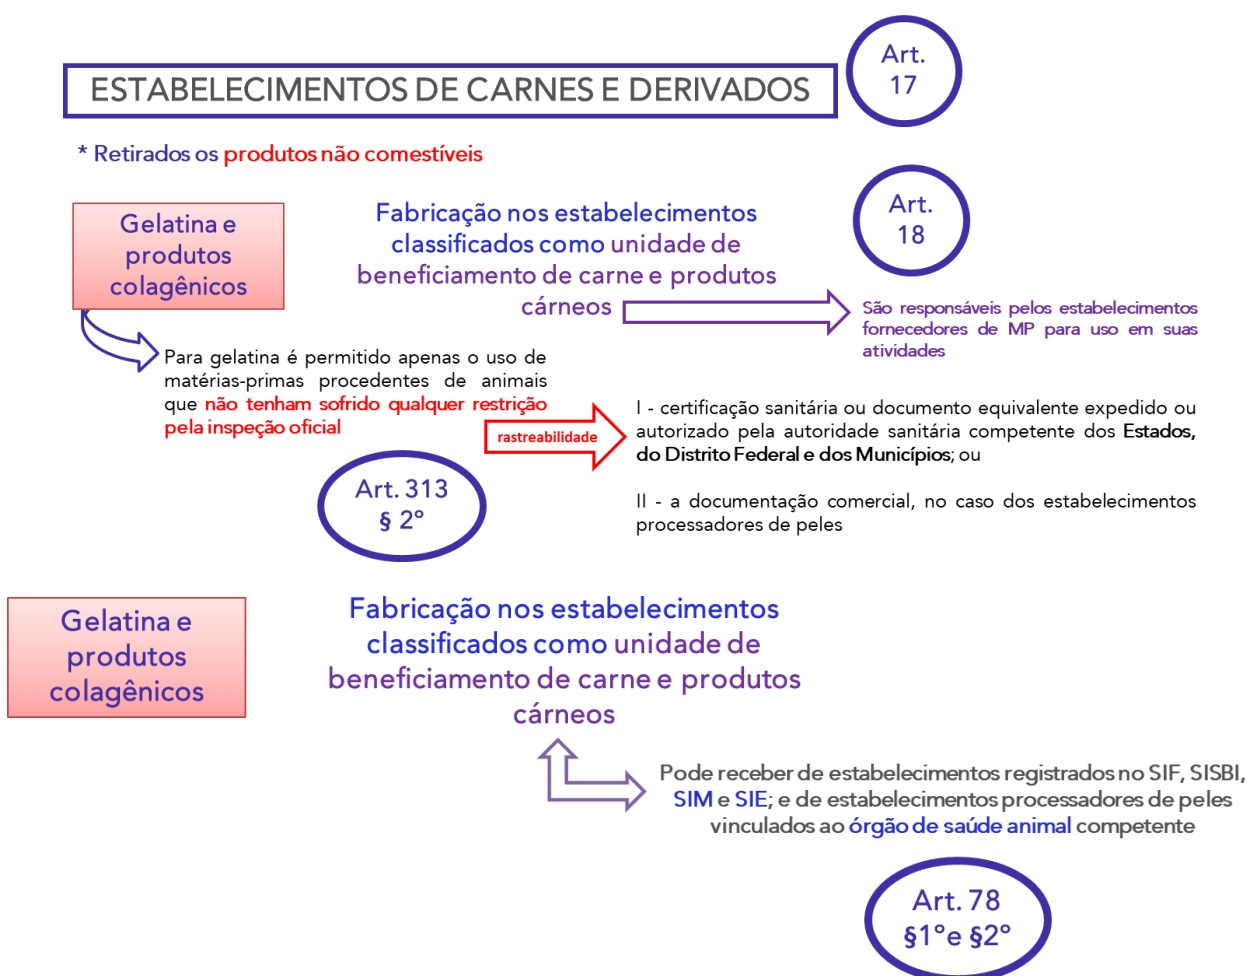 Art.
17
ESTABELECIMENTOS DE CARNES E DERIVADOS
* Retirados os produtos não comestíveis
Gelatina e
produtos
colagênicos
Fabricação nos estabelecimentos
classificados como unidade de
beneficiamento de carne e produtos
cárneos
Art.
18
São responsáveis pelos estabelecimentos
fornecedores de MP para uso em suas
atividades
Para gelatina é permitido apenas o uso de
matérias-primas procedentes de animais
que não tenham sofrido qualquer restrição
pela inspeção oficial
rastreabilidade
I - certificação sanitária ou documento equivalente expedido ou
autorizado pela autoridade sanitária competente dos Estados,
do Distrito Federal e dos Municípios; ou
II - a documentação comercial, no caso dos estabelecimentos
processadores de peles
Art. 313
§ 2º
Gelatina e
produtos
colagênicos
Fabricação nos estabelecimentos
classificados como unidade de
beneficiamento de carne e produtos
cárneos
Pode receber de estabelecimentos registrados no SIF, SISBI,
SIM e SIE; e de estabelecimentos processadores de peles
vinculados ao órgão de saúde animal competente
Art. 78
§1º e §2º